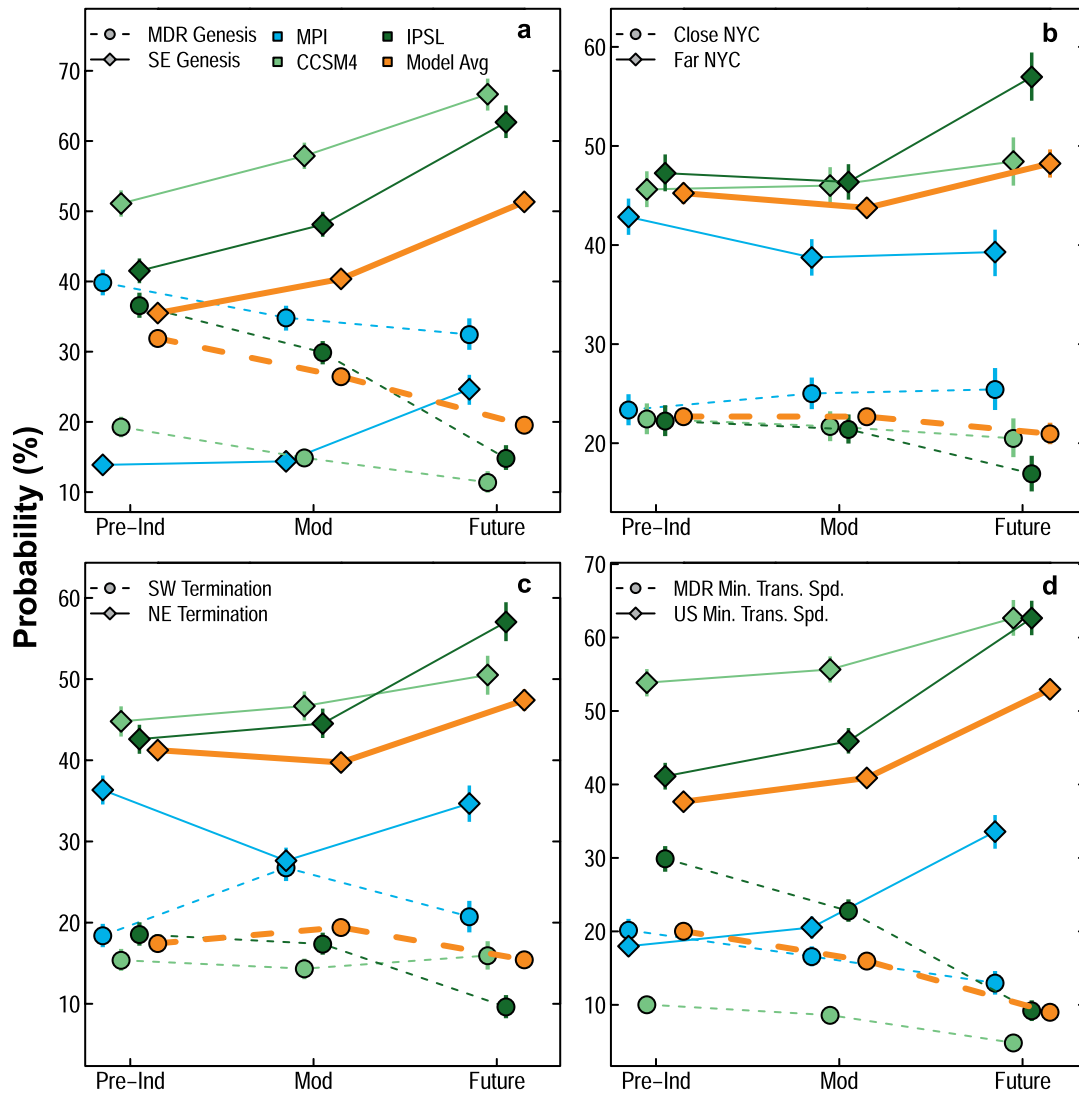 a
MDR Genesis MPI IPSL
SE Genesis CCSM4 Model Avg
70
60
50
40
30
20
10
Pre–Ind Mod Future
b
Close NYC
Far NYC
60
50
40
30
20
Pre–Ind Mod Future
Probability (%)
c
SW Termination
NE Termination
60
50
40
30
20
10
Pre–Ind Mod Future
d
MDR Min. Trans. Spd.
US Min. Trans. Spd.
70
60
50
40
30
20
10
Pre–Ind Mod Future